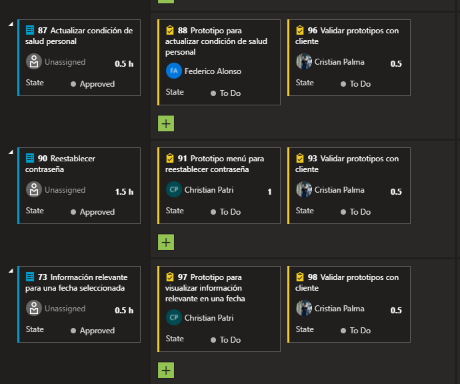 87 Actualizar condición de
salud personal
Unassigned 0.5 h
State Approved
88 Prototipo para
actualizar condición de salud
personal
FA Federico Alonso
State To Do
96 Validar prototipos con
cliente
Cristian Palma 0.5
State To Do
90 Reestablecer
contraseña
Unassigned 1.5 h
State Approved
91 Prototipo menú para
reestablecer contraseña
CP Christian Patri 1
State To Do
93 Validar prototipos con
cliente
Cristian Palma 0.5
State To Do
73 Información relevante
para una fecha seleccionada
Unassigned 0.5 h
State Approved
97 Prototipo para
visualizar información
relevante en una fecha
CP Christian Patri
State To Do
98 Validar prototipos con
cliente
Cristian Palma 0.5
State To Do